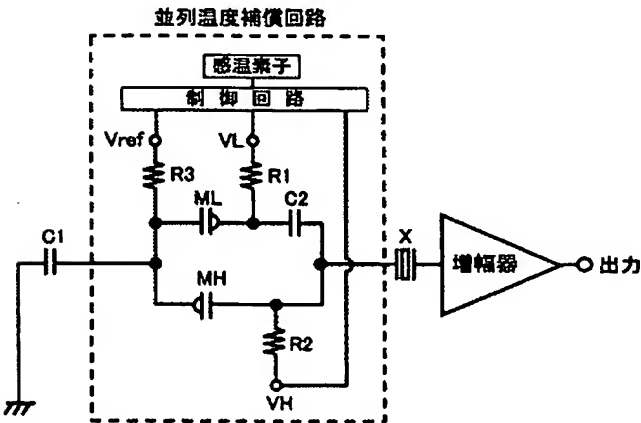 並列温度補償回路
感温素子
制御回路
Vref
VL
R3
R1
ML
C2
C1
X
増幅器
出力
MH
R2
VH